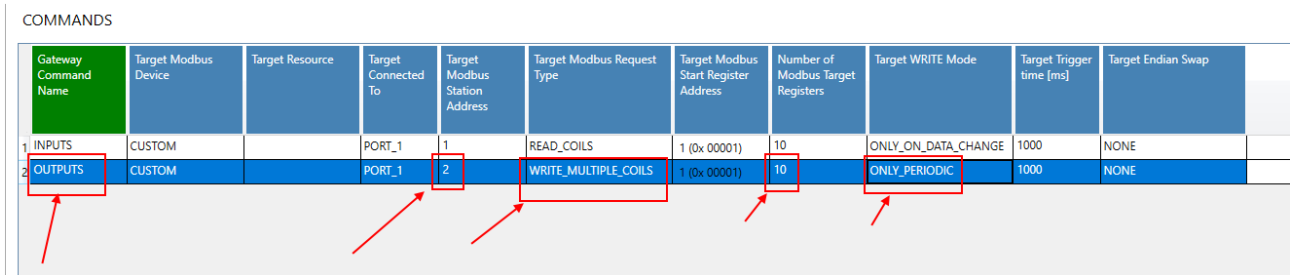 COMMANDS
Gateway Command Name Target Modbus Device Target Resource Target Connected To Target Modbus Station Address Target Modbus Request Type Target Modbus Start Register Address Number of Modbus Target Registers Target WRITE Mode Target Trigger time [ms] Target Endian Swap
1 INPUTS CUSTOM PORT_1 1 READ_COILS 1 (0x 00001) 10 ONLY_ON_DATA_CHANGE 1000 NONE
2 OUTPUTS CUSTOM PORT_1 2 WRITE_MULTIPLE_COILS 1 (0x 00001) 10 ONLY_PERIODIC 1000 NONE